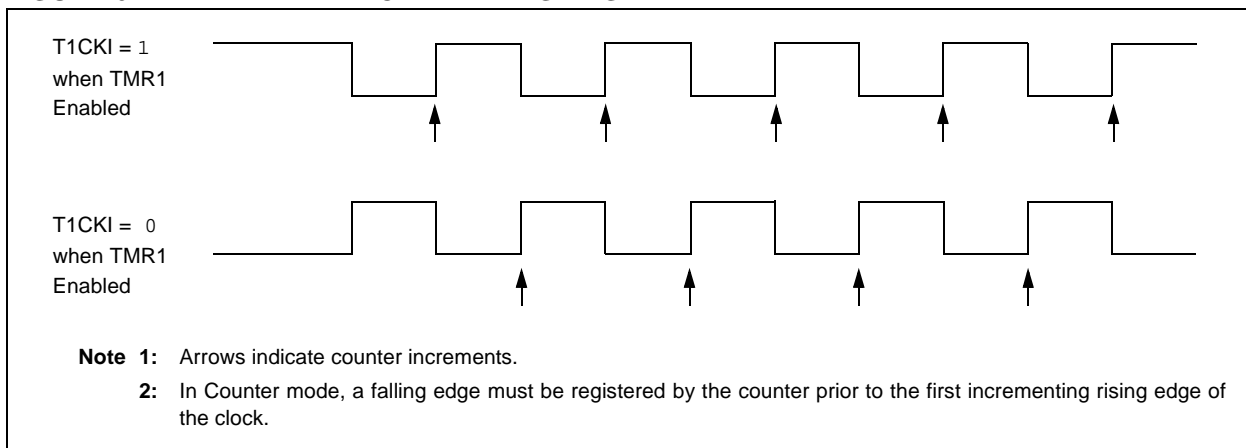 T1CKI = 1
when TMR1
Enabled
T1CKI = 0
when TMR1
Enabled
Note 1: Arrows indicate counter increments.
2: In Counter mode, a falling edge must be registered by the counter prior to the first incrementing rising edge of
the clock.